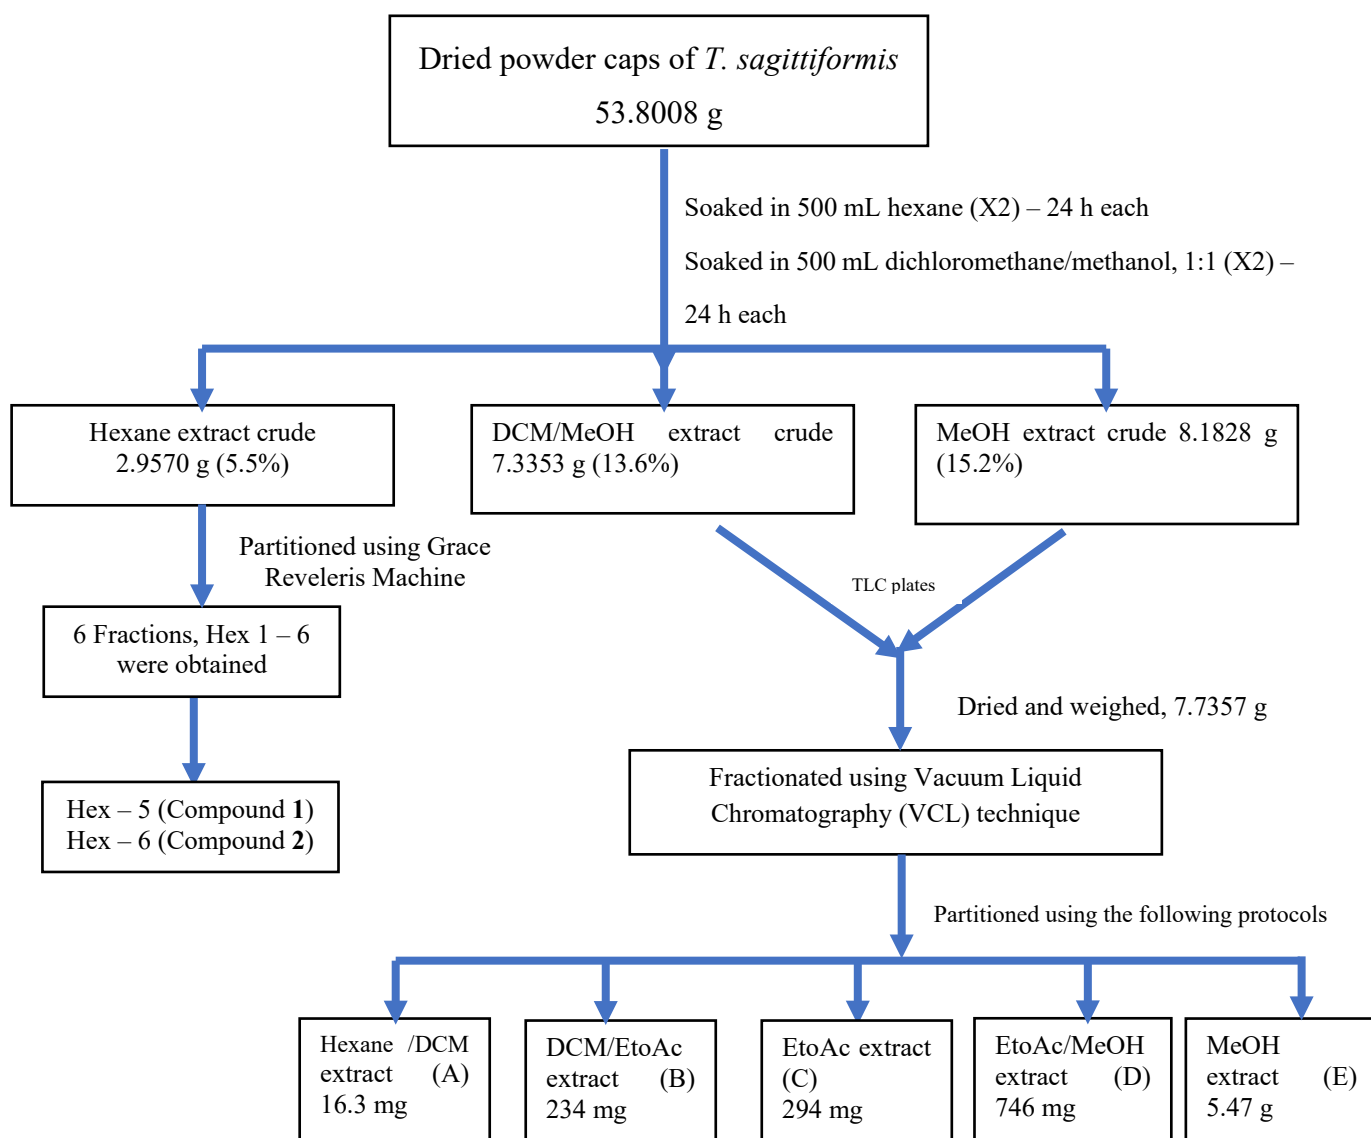 Dried powder caps of T. sagittiformis
53.8008 g
Soaked in 500 mL hexane (X2) – 24 h each
Soaked in 500 mL dichloromethane/methanol, 1:1 (X2) –
24 h each
Hexane extract crude
2.9570 g (5.5%)
DCM/MeOH extract crude
7.3353 g (13.6%)
MeOH extract crude 8.1828 g
(15.2%)
Partitioned using Grace
Reveleris Machine
TLC plates
6 Fractions, Hex 1 – 6
were obtained
Dried and weighed, 7.7357 g
Hex – 5 (Compound 1)
Hex – 6 (Compound 2)
Fractionated using Vacuum Liquid
Chromatography (VCL) technique
Partitioned using the following protocols
Hexane /DCM
extract (A)
16.3 mg
DCM/EtoAc
extract (B)
234 mg
EtoAc extract
(C)
294 mg
EtoAc/MeOH
extract (D)
746 mg
MeOH
extract (E)
5.47 g